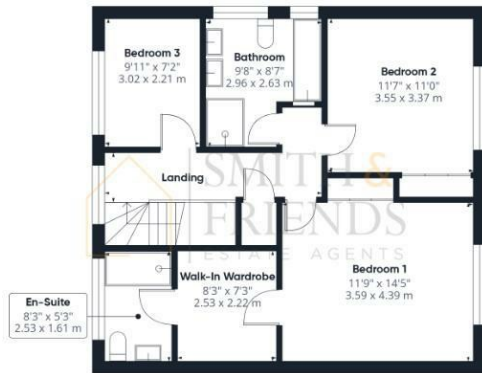 Bedroom 3
9'11" x 7'2"
3.02 x 2.21 m
Bathroom
9'8" x 8'7"
2.96 x 2.63 m
Bedroom 2
11'7" x 11'0"
3.55 x 3.37 m
Landing
SMITH &
FRIENDS
ESTATE AGENTS
Walk-In Wardrobe
8'3" x 7'3"
2.53 x 2.22 m
Bedroom 1
11'9" x 14'5"
3.59 x 4.39 m
En-Suite
8'3" x 5'3"
2.53 x 1.61 m